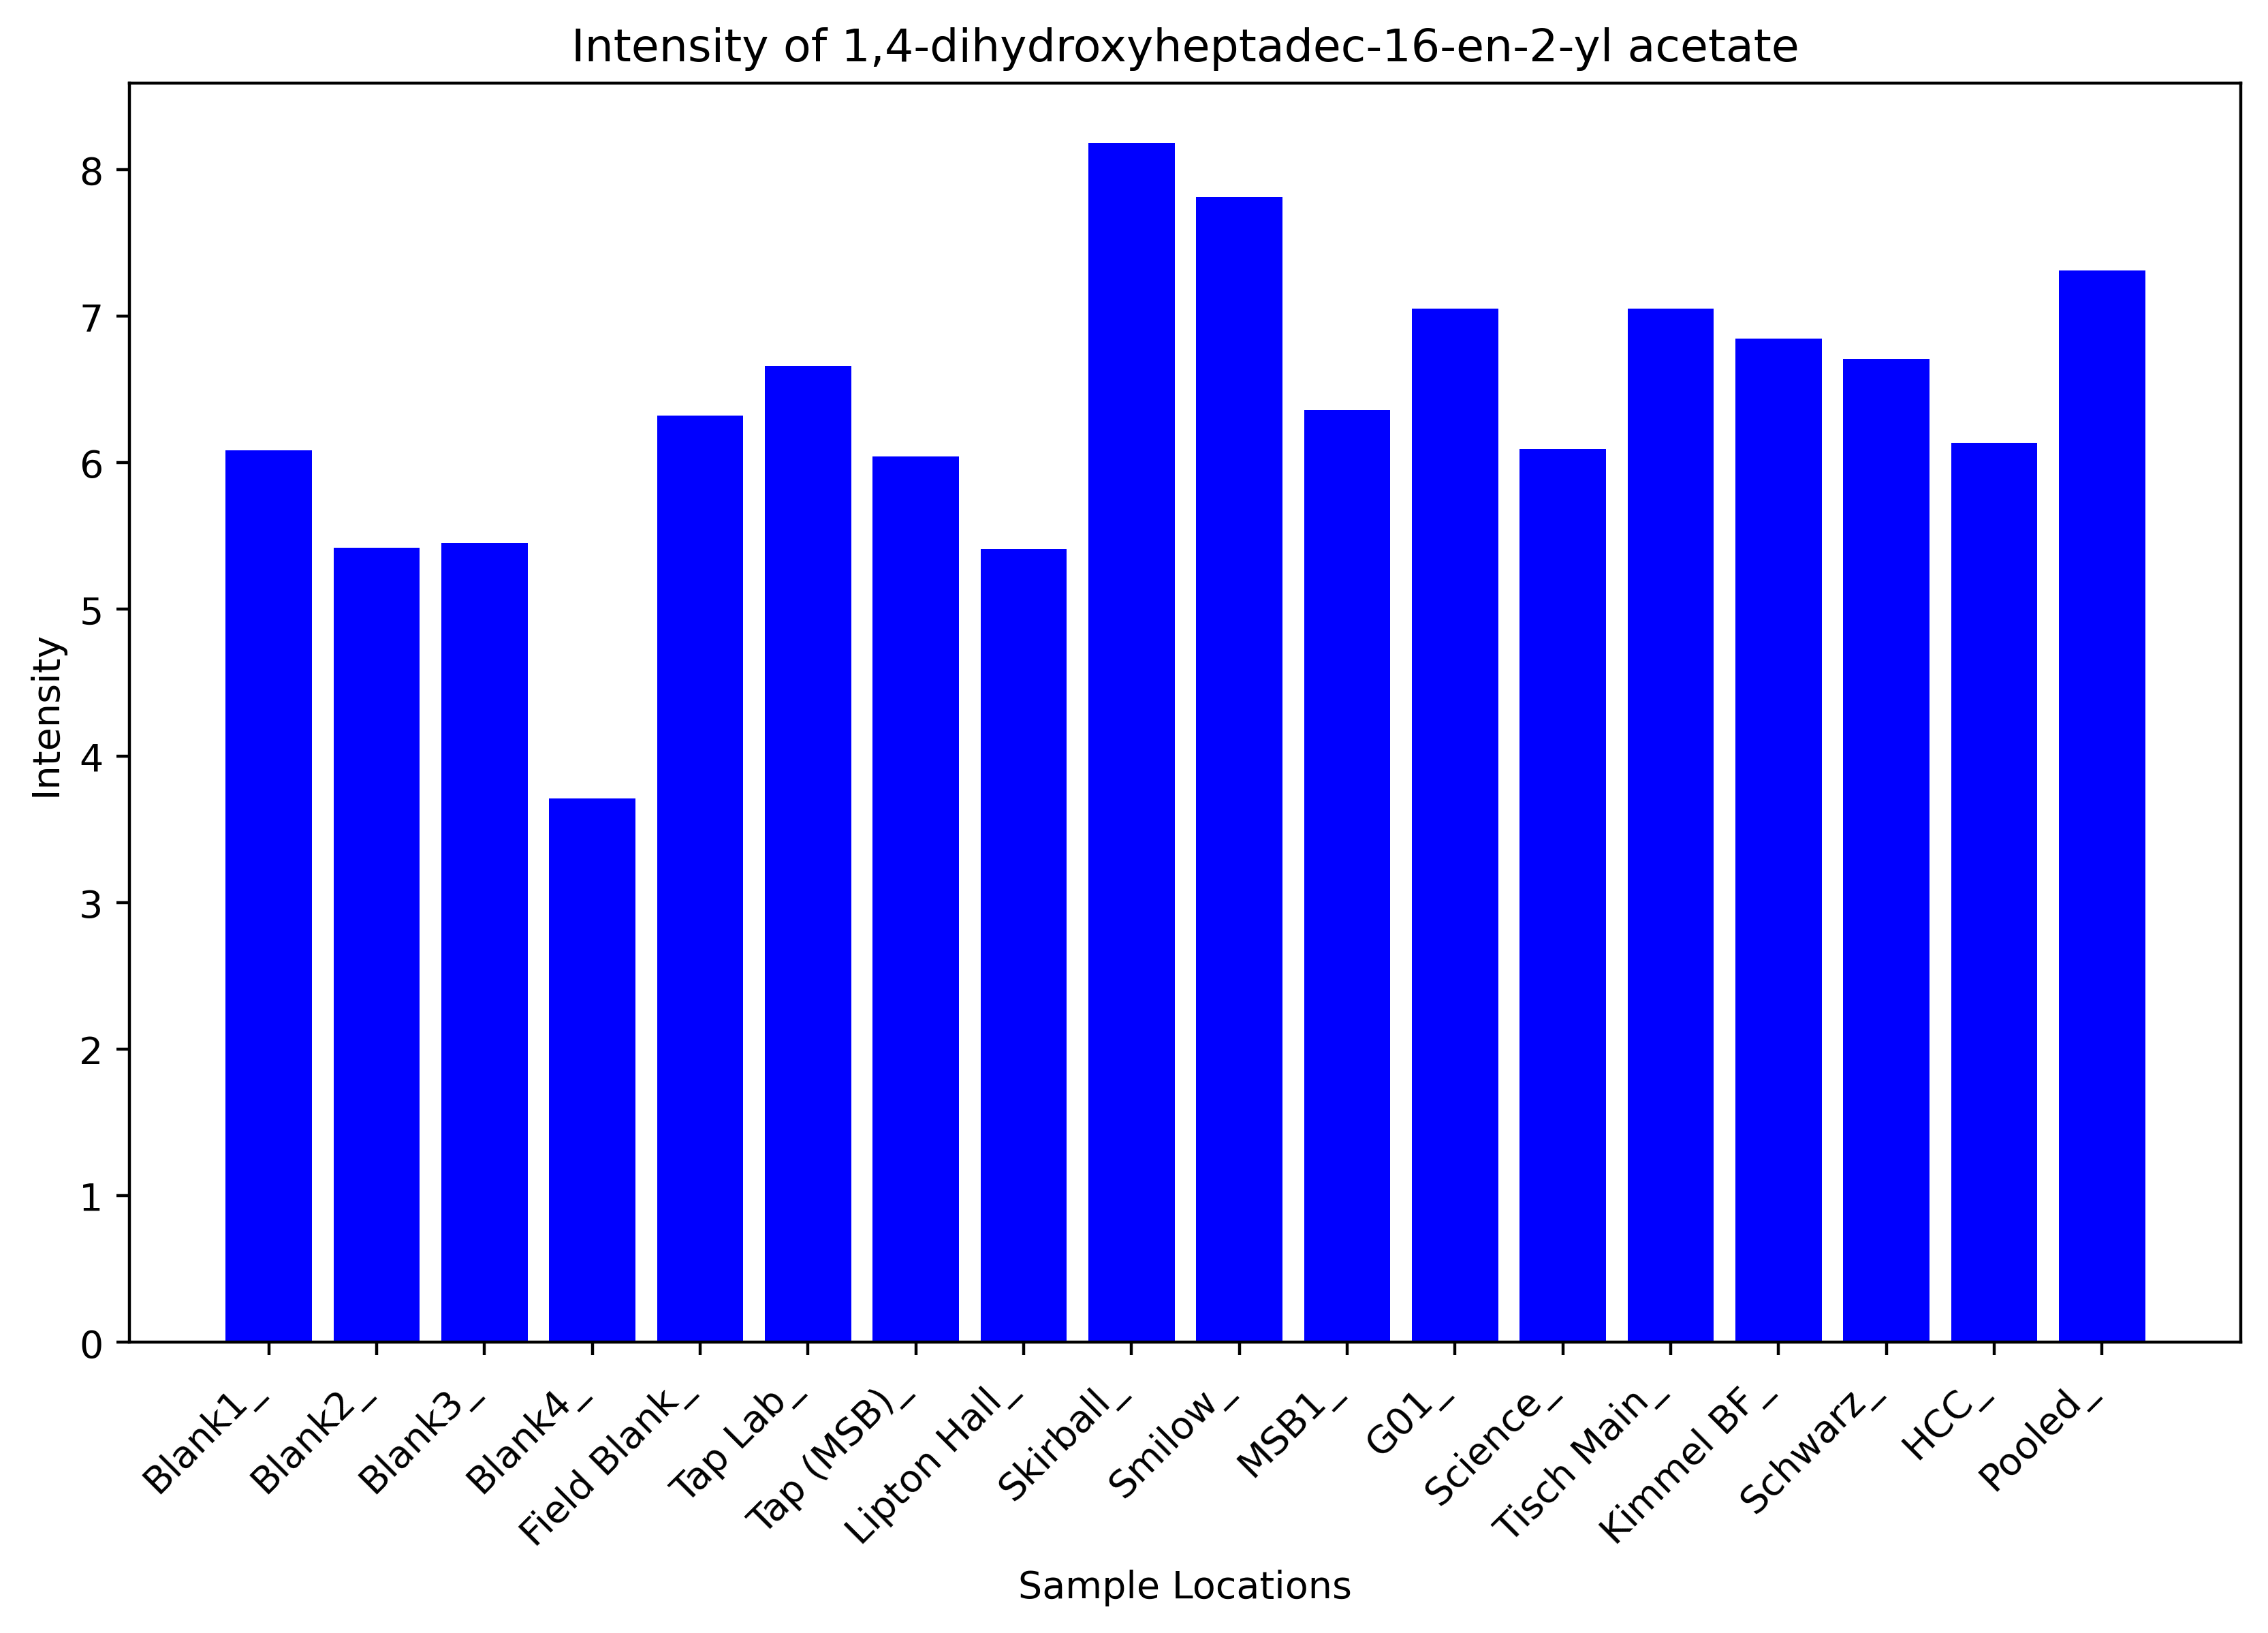 Intensity of 1,4-dihydroxyheptadec-16-en-2-yl acetate
8
7
6
5
4
3
2
1
0
Intensity
Blank1_
Blank2_
Blank3_
Blank4_
Field Blank_
Tap Lab_
Tap (MSB)_
Lipton Hall_
Skirball_
Smilow_
MSB1_
G01_
Science_
Tisch Main_
Kimmel BF_
Schwarz_
HCC_
Pooled_
Sample Locations